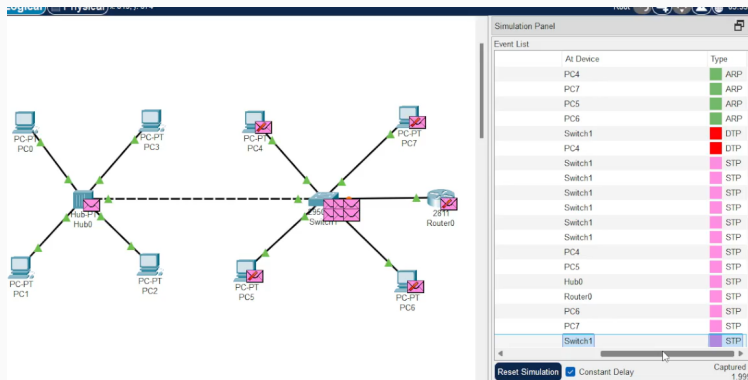 Logical
Physical
Root
Simulation Panel
Event List
At Device Type
PC4 ARP
PC7 ARP
PC5 ARP
PC6 ARP
Switch1 DTP
PC4 DTP
Switch1 STP
Switch1 STP
Switch1 STP
Switch1 STP
Switch1 STP
Switch1 STP
PC4 STP
PC5 STP
Hub0 STP
Router0 STP
PC6 STP
PC7 STP
Switch1 STP
Reset Simulation Constant Delay Captured
1.99
PC-PT
PC0
PC-PT
PC3
PC-PT
PC4
PC-PT
PC7
Hub-PT
Hub0
Switch1
2811
Router0
PC-PT
PC1
PC-PT
PC2
PC-PT
PC5
PC-PT
PC6